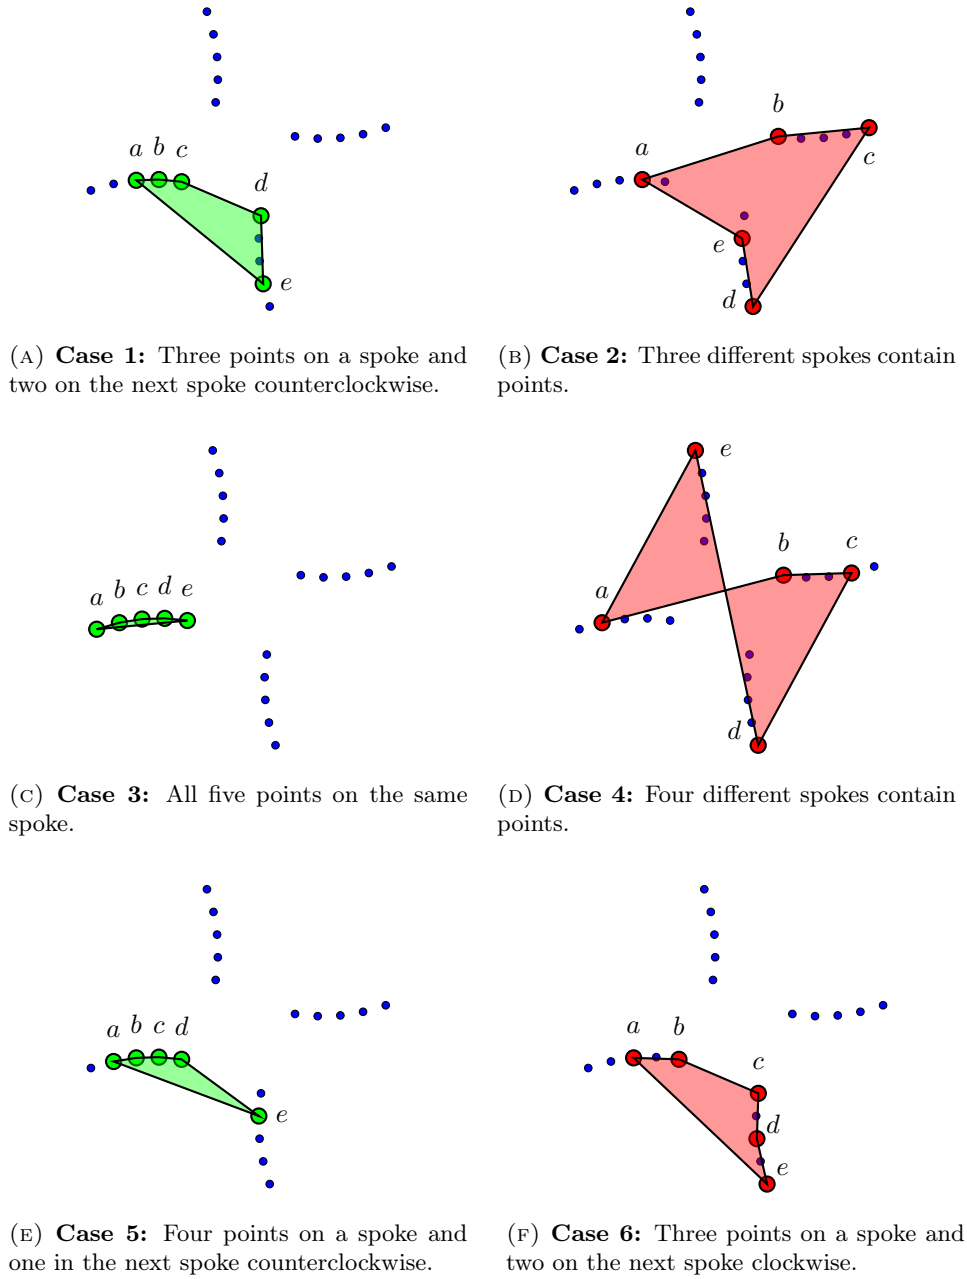 a b c
d
e
b
a
c
e
d
(A) Case 1: Three points on a spoke and
two on the next spoke counterclockwise.
(B) Case 2: Three different spokes contain
points.
a b c d e
e
b c
a
d
(C) Case 3: All five points on the same
spoke.
(D) Case 4: Four different spokes contain
points.
a b c d
e
a b
c
d
e
(E) Case 5: Four points on a spoke and
one in the next spoke counterclockwise.
(F) Case 6: Three points on a spoke and
two on the next spoke clockwise.